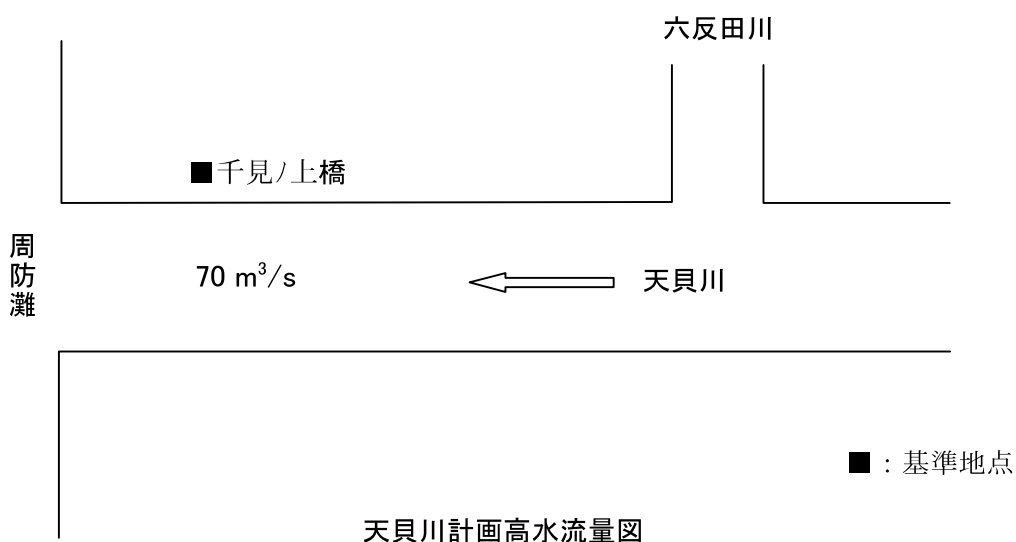 六反田川
■千見ノ上橋
周防灘
70 m³/s
天貝川
■：基準地点
天貝川計画高水流量図